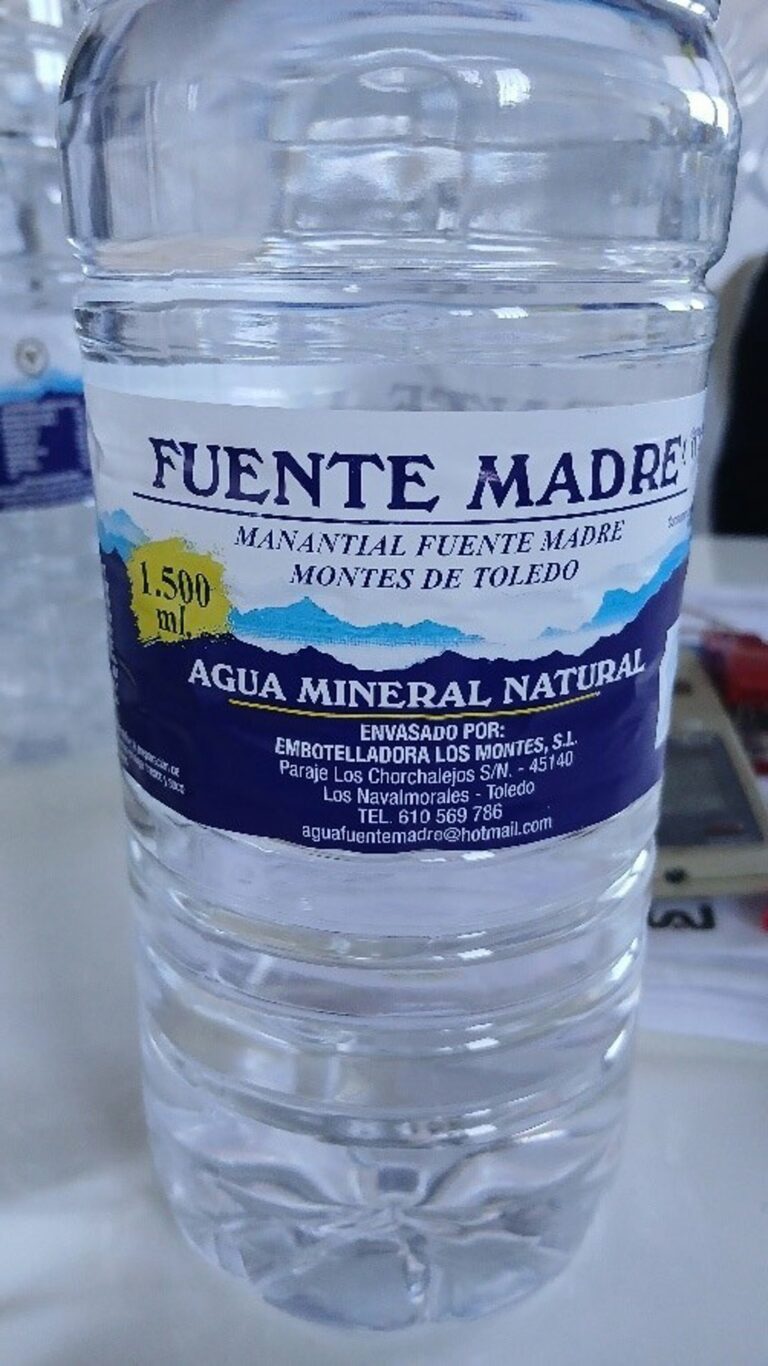 FUENTE MADRE
MANANTIAL FUENTE MADRE
MONTES DE TOLEDO
1.500
ml.
AGUA MINERAL NATURAL
ENVASADO POR:
EMBOTELLADORA LOS MONTES, S.L.
Paraje Los Chorchalejos S/N. - 45140
Los Navalmorales - Toledo
TEL. 610 569 786
aguafuentemadre@hotmail.com